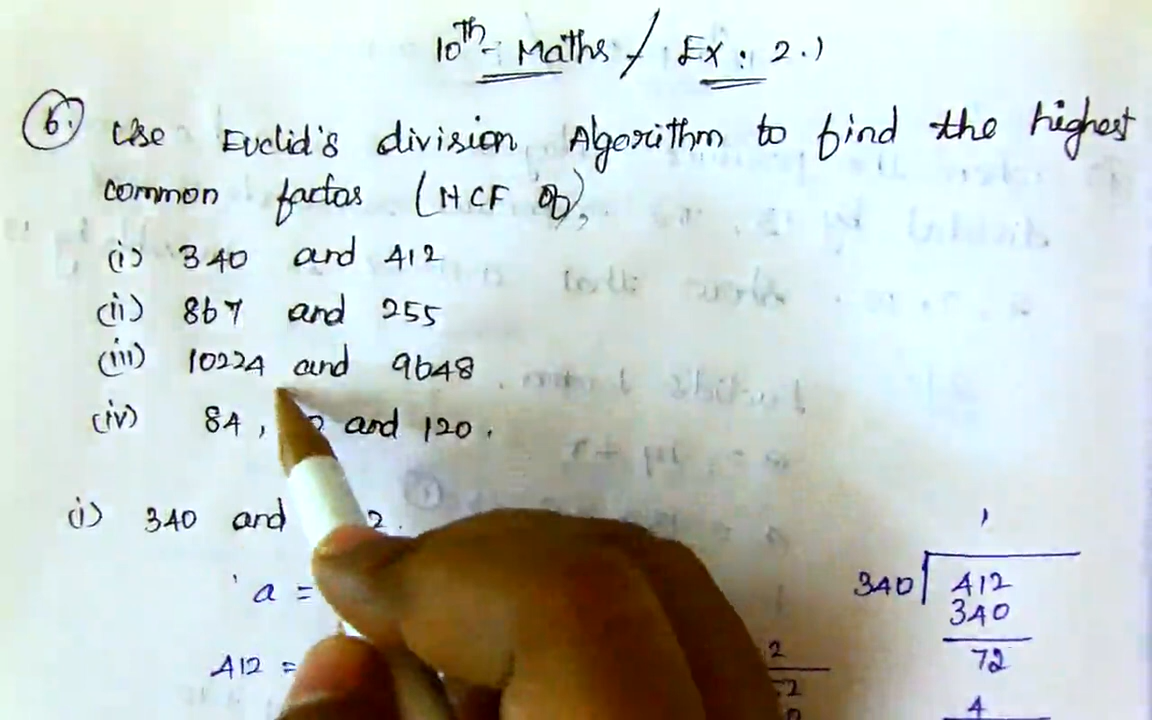 10th - Maths / Ex: 2.1
6. Use Euclid's division Algorithm to find the highest
common factor (HCF of),
(i) 340 and 412
(ii) 867 and 255
(iii) 10224 and 9648
(iv) 84, and 120.
(i) 340 and 2.
1
a =
340 412
340
412 =
72
4